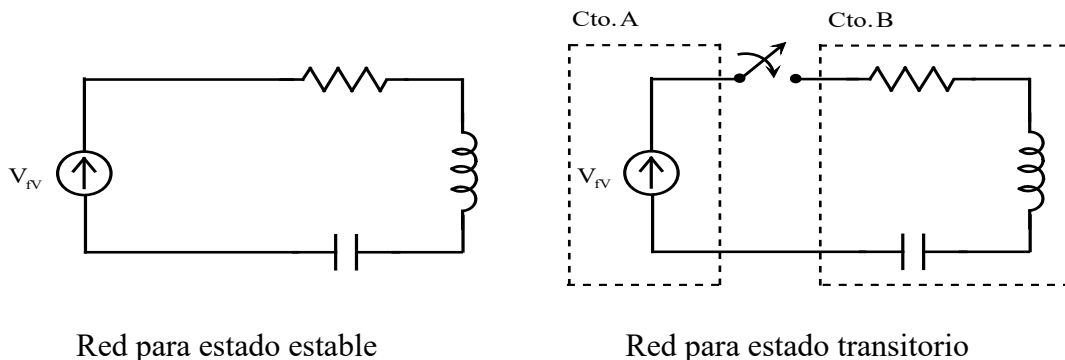 Cto. A
Cto. B
V_fV
V_fV
Red para estado estable
Red para estado transitorio